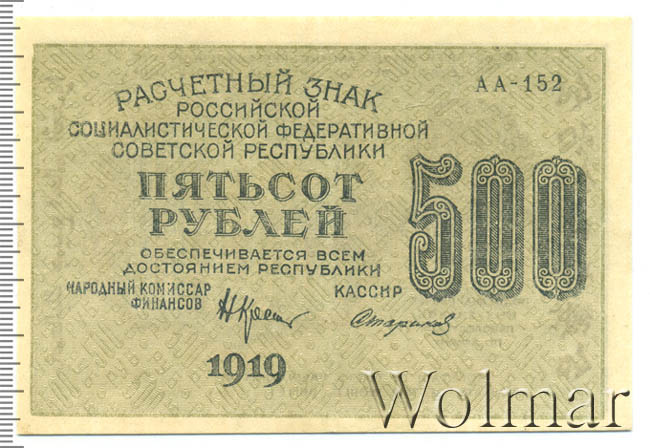 РАСЧЕТНЫЙ ЗНАК
АА-152
РОССИЙСКОЙ
СОЦИАЛИСТИЧЕСКОЙ ФЕДЕРАТИВНОЙ
СОВЕТСКОЙ РЕСПУБЛИКИ
ПЯТЬСОТ
РУБЛЕЙ
500
ОБЕСПЕЧИВАЕТСЯ ВСЕМ
ДОСТОЯНИЕМ РЕСПУБЛИКИ
НАРОДНЫЙ КОМИССАР
ФИНАНСОВ
КАССИР
Стариков
1919
Wolmar